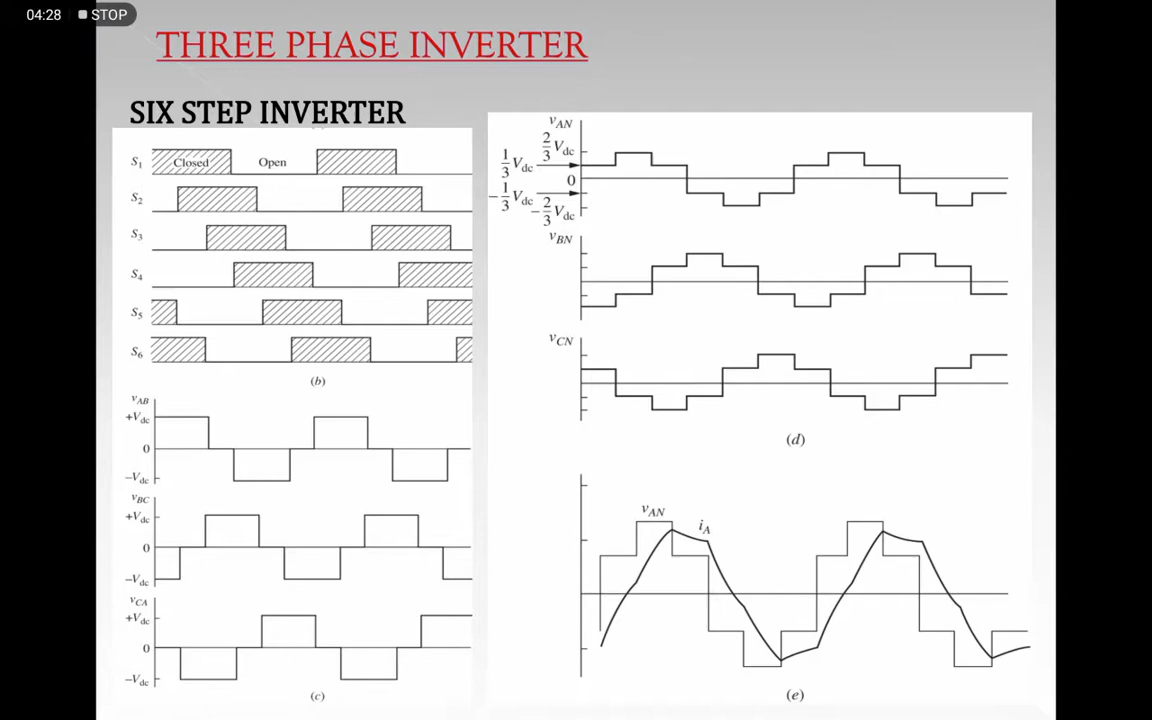 04:28 STOP
THREE PHASE INVERTER
SIX STEP INVERTER
S1 Closed Open
S2
S3
S4
S5
S6
(b)
vAB
+Vdc
0
−Vdc
vBC
+Vdc
0
−Vdc
vCA
+Vdc
0
−Vdc
(c)
vAN
2/3 Vdc
1/3 Vdc
0
−1/3 Vdc
−2/3 Vdc
vBN
vCN
(d)
vAN
iA
(e)